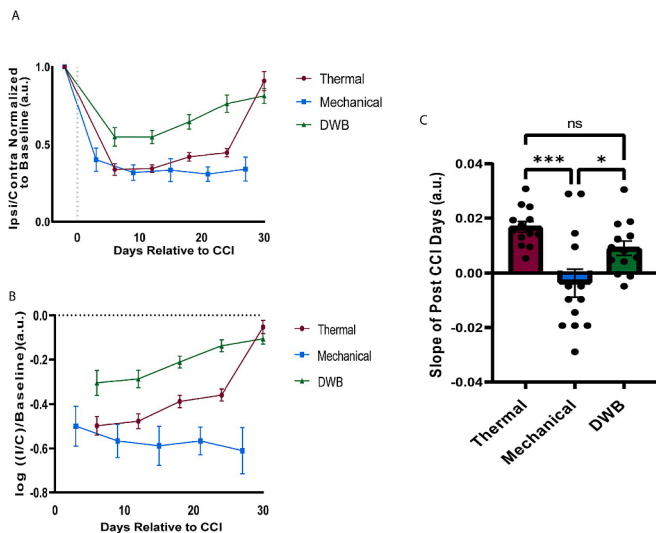 A
Ipsi/Contra Normalized
to Baseline (a.u.)
1.0
0.5
0.0
0
10
20
30
Days Relative to CCI
Thermal
Mechanical
DWB
B
log ((I/C)/Baseline)(a.u.)
0.0
-0.2
-0.4
-0.6
-0.8
0
10
20
30
Days Relative to CCI
Thermal
Mechanical
DWB
C
ns
***
*
Slope of Post CCI Days (a.u.)
0.04
0.02
0.00
-0.02
-0.04
Thermal
Mechanical
DWB